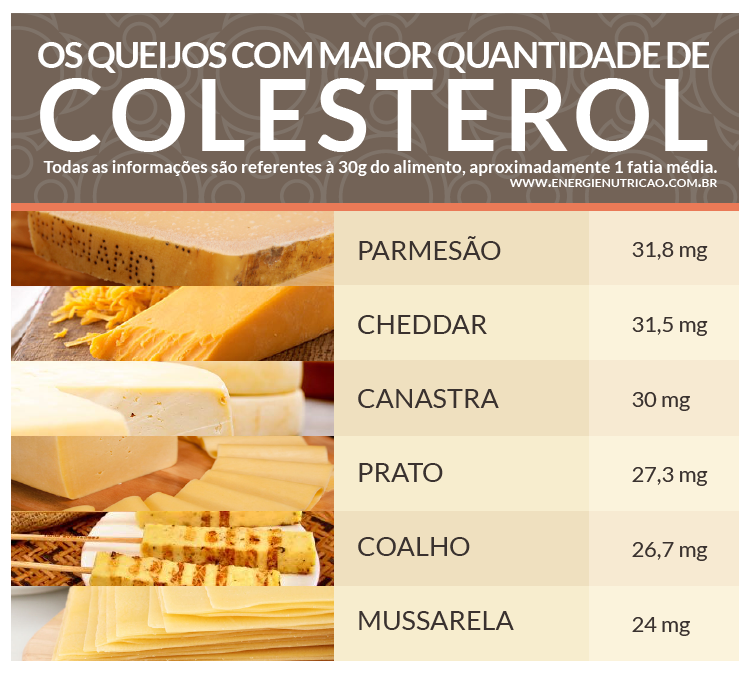 OS QUEIJOS COM MAIOR QUANTIDADE DE
COLESTEROL
Todas as informações são referentes à 30g do alimento, aproximadamente 1 fatia média.
WWW.ENERGIENUTRICAO.COM.BR
PARMESÃO 31,8 mg
CHEDDAR 31,5 mg
CANASTRA 30 mg
PRATO 27,3 mg
COALHO 26,7 mg
MUSSARELA 24 mg